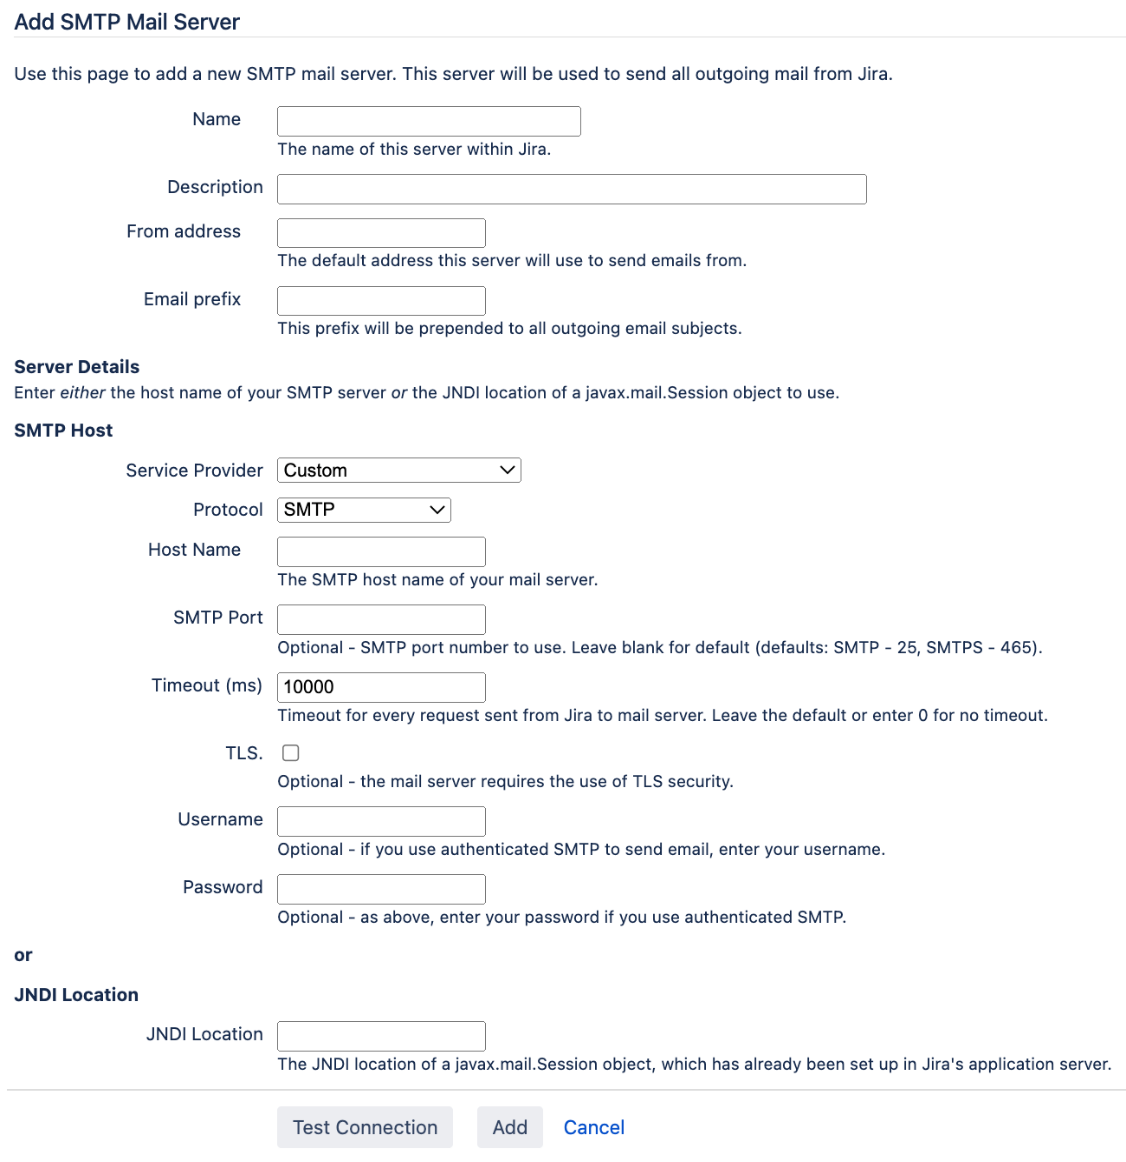 Add SMTP Mail Server
Use this page to add a new SMTP mail server. This server will be used to send all outgoing mail from Jira.
Name
The name of this server within Jira.
Description
From address
The default address this server will use to send emails from.
Email prefix
This prefix will be prepended to all outgoing email subjects.
Server Details
Enter either the host name of your SMTP server or the JNDI location of a javax.mail.Session object to use.
SMTP Host
Service Provider Custom
Protocol SMTP
Host Name
The SMTP host name of your mail server.
SMTP Port
Optional - SMTP port number to use. Leave blank for default (defaults: SMTP - 25, SMTPS - 465).
Timeout (ms) 10000
Timeout for every request sent from Jira to mail server. Leave the default or enter 0 for no timeout.
TLS.
Optional - the mail server requires the use of TLS security.
Username
Optional - if you use authenticated SMTP to send email, enter your username.
Password
Optional - as above, enter your password if you use authenticated SMTP.
or
JNDI Location
JNDI Location
The JNDI location of a javax.mail.Session object, which has already been set up in Jira's application server.
Test Connection Add Cancel